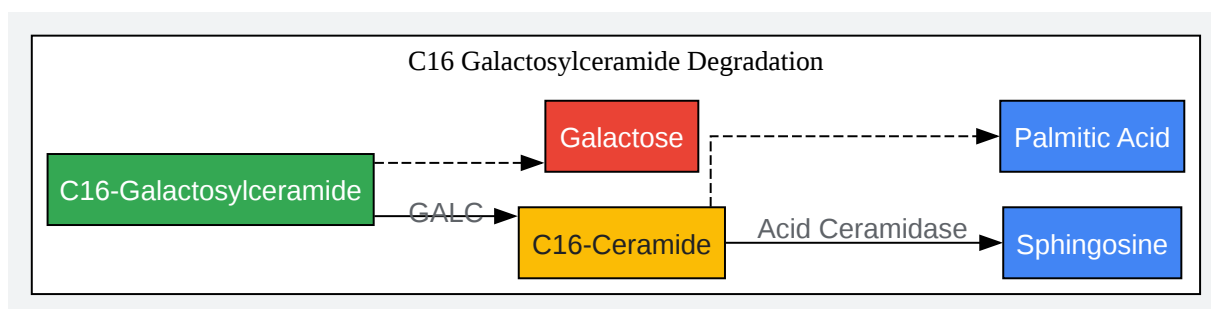 C16 Galactosylceramide Degradation
Galactose
Palmitic Acid
C16-Galactosylceramide
GALC
C16-Ceramide
Acid Ceramidase
Sphingosine